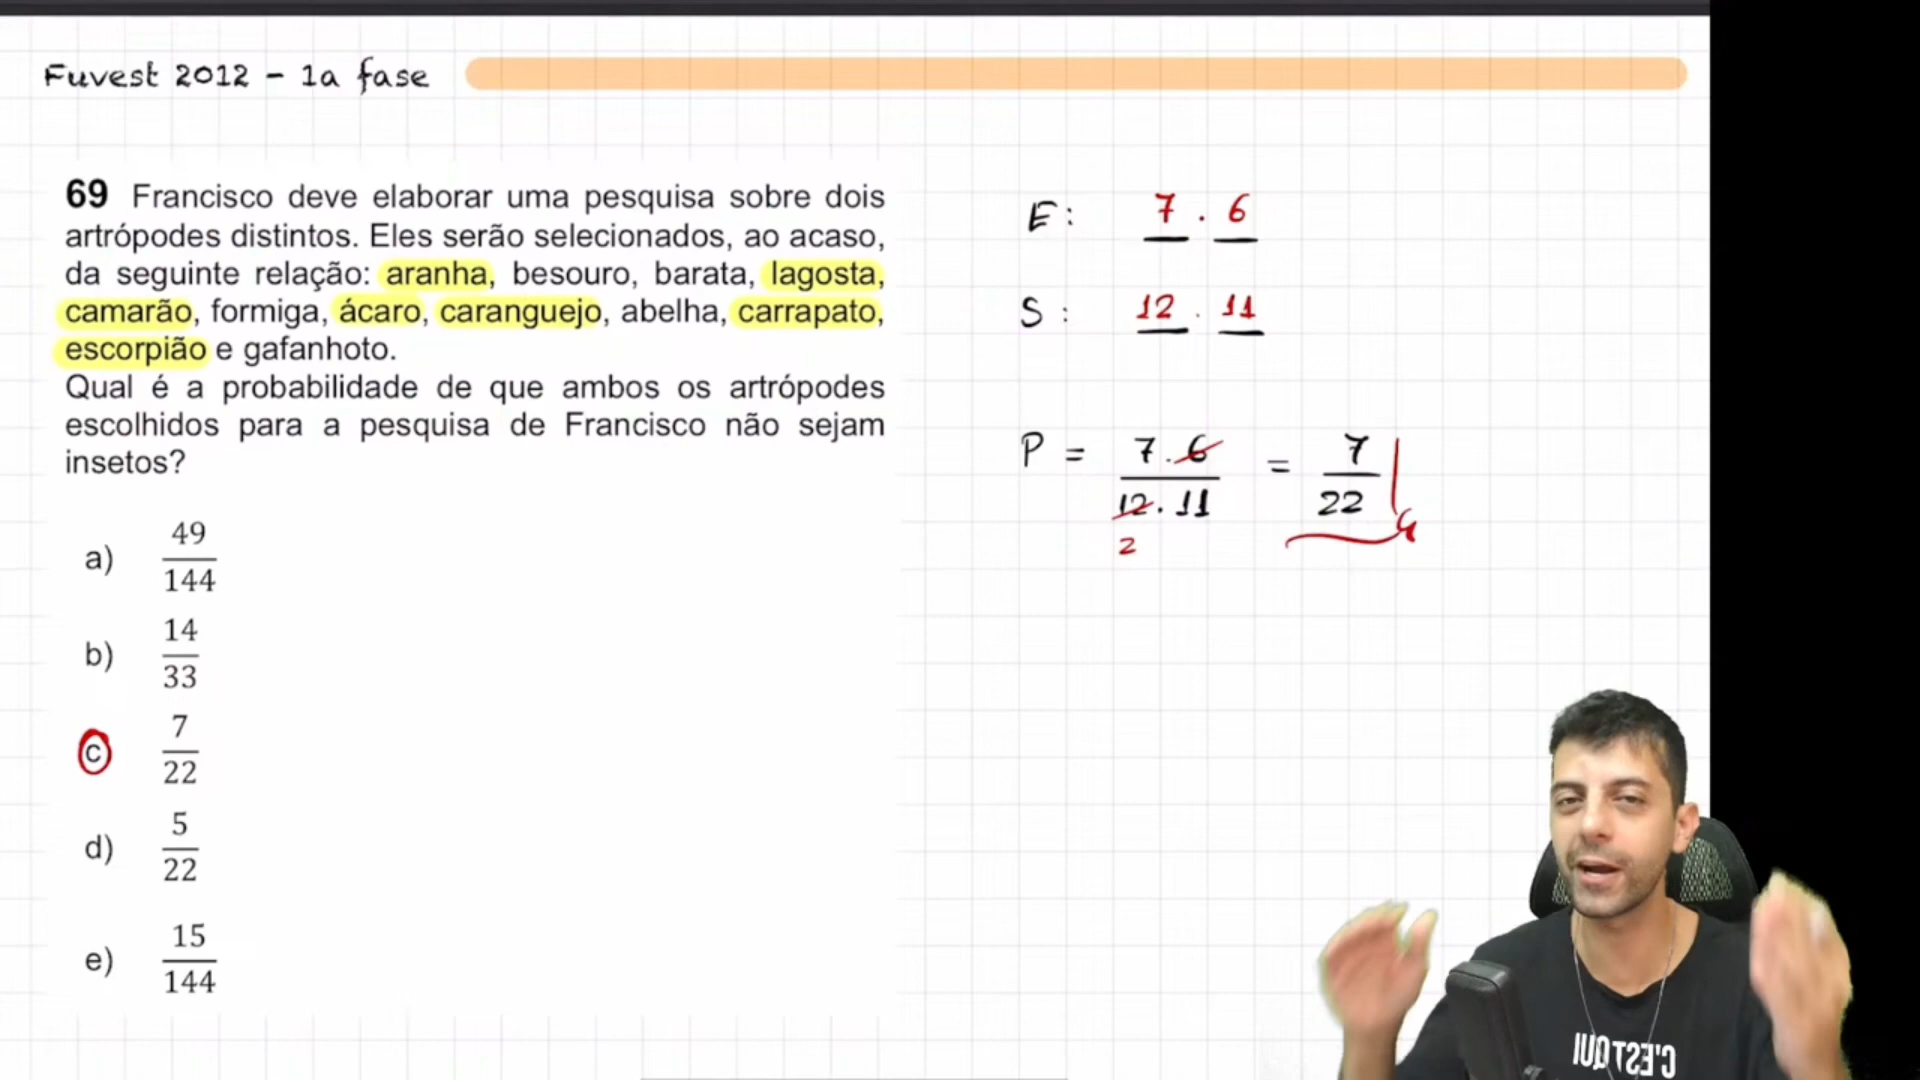 Fuvest 2012 - 1a fase
69 Francisco deve elaborar uma pesquisa sobre dois
artrópodes distintos. Eles serão selecionados, ao acaso,
da seguinte relação: aranha, besouro, barata, lagosta,
camarão, formiga, ácaro, caranguejo, abelha, carrapato,
escorpião e gafanhoto.
Qual é a probabilidade de que ambos os artrópodes
escolhidos para a pesquisa de Francisco não sejam
insetos?
a) 49/144
b) 14/33
c) 7/22
d) 5/22
e) 15/144
E: 7 . 6
S: 12 . 11
P = 7 . 6 / 12 . 11 = 7/22
2
C'EST QUI